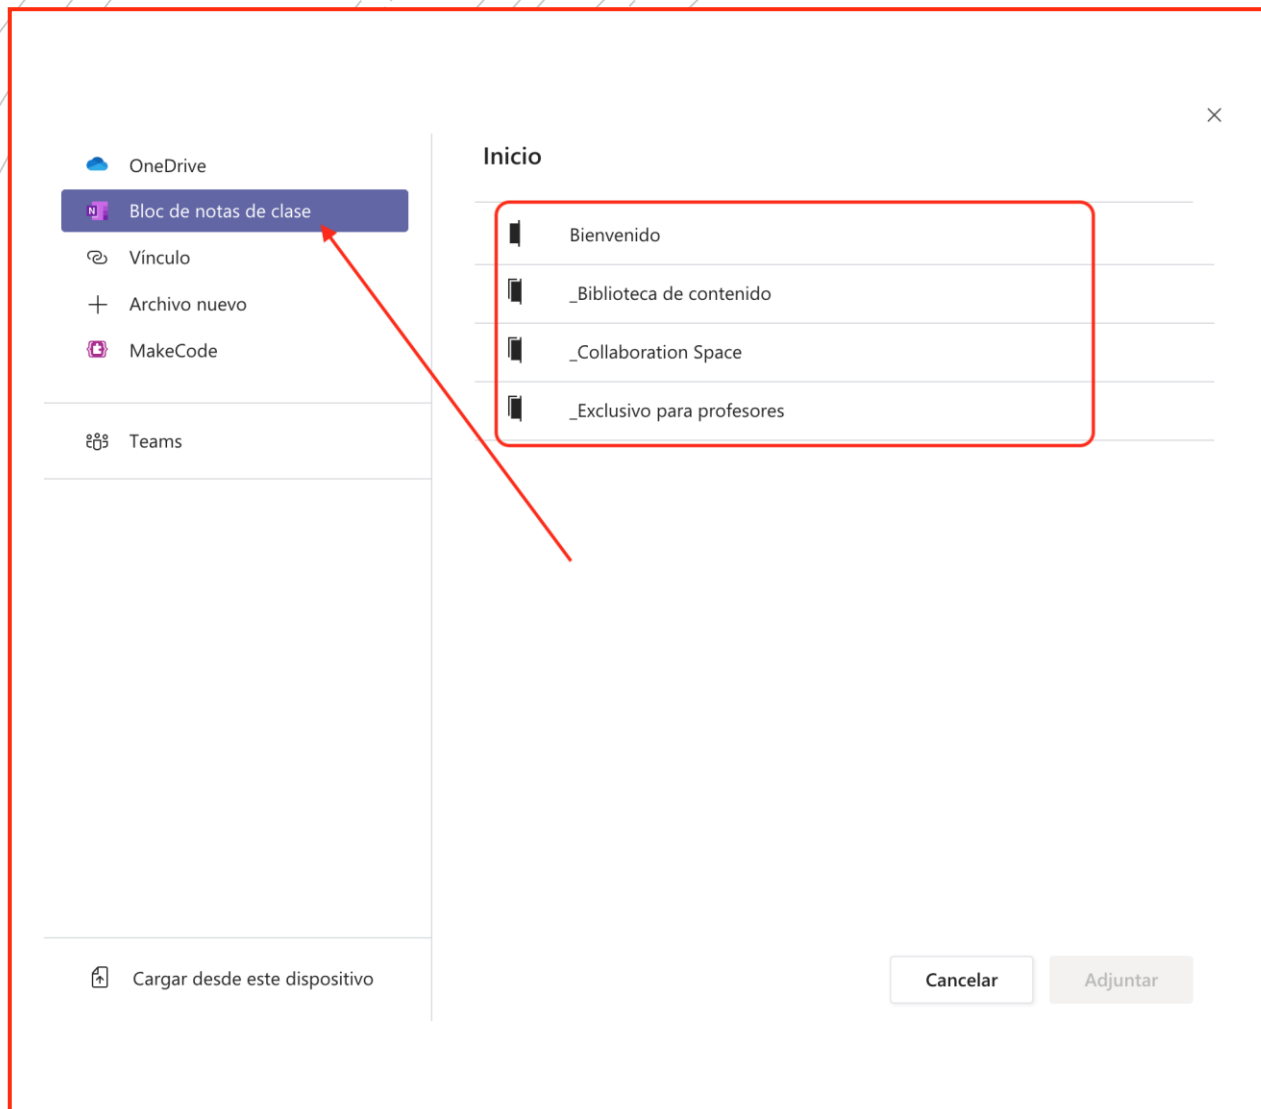 OneDrive
Bloc de notas de clase
Vínculo
Archivo nuevo
MakeCode
Teams
Cargar desde este dispositivo
Inicio
Bienvenido
_Biblioteca de contenido
_Collaboration Space
_Exclusivo para profesores
Cancelar
Adjuntar